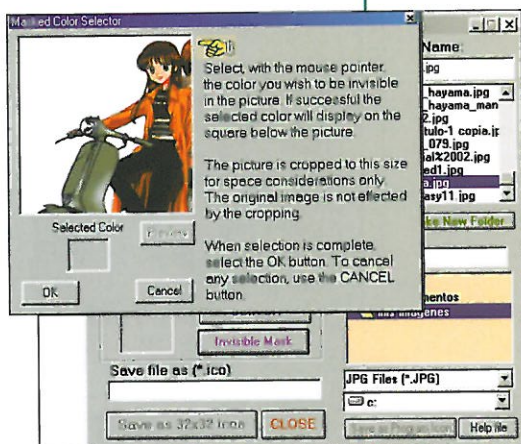 Masked Color Selector
Select, with the mouse pointer,
the color you wish to be invisible
in the picture. If successful the
selected color will display on the
square below the picture.
The picture is cropped to this size
for space considerations only.
The original image is not effected
by the cropping.
When selection is complete,
select the OK button. To cancel
any selection, use the CANCEL
button.
Selected Color
OK
Cancel
Name:
.jpg
_hayama.jpg
_hayama_man
2.jpg
tulo-1 copia.jp
_079.jpg
ial%2002.jpg
ed1.jpg
a.jpg
asy11.jpg
ke New Folder
mentos
Mis imágenes
Invisible Mask
Save file as (*.ico)
JPG Files (*.JPG)
c:
Save as 32x32 Icon
CLOSE
Help file